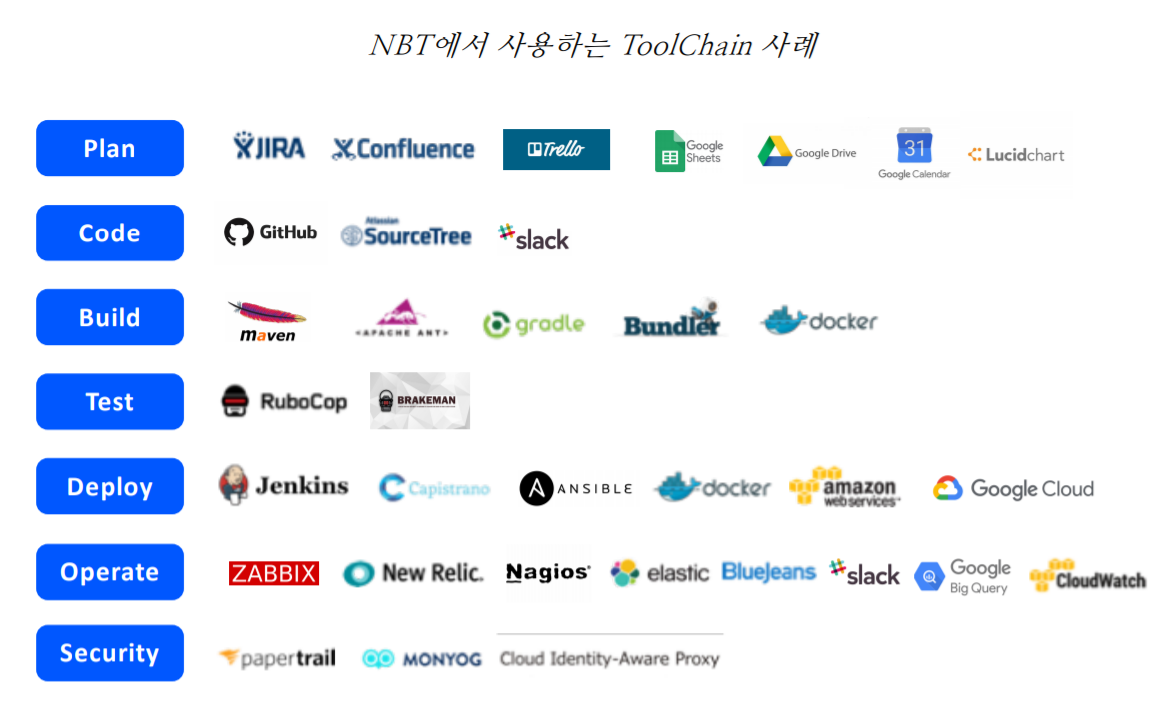 NBT에서 사용하는 ToolChain 사례
Plan
JIRA
Confluence
Trello
Google Sheets
Google Drive
31
Google Calendar
Lucidchart
Code
GitHub
Atlassian
SourceTree
slack
Build
maven
<APACHE ANT>
gradle
Bundler
docker
Test
RuboCop
BRAKEMAN
Deploy
Jenkins
Capistrano
A
ANSIBLE
docker
amazon
webservices™
Google Cloud
Operate
ZABBIX
New Relic.
Nagios®
elastic
BlueJeans
slack
Google
Big Query
CloudWatch
Security
papertrail
MONYOG
Cloud Identity-Aware Proxy